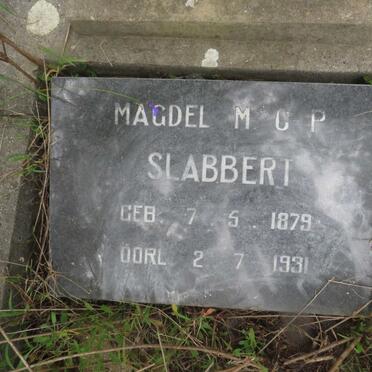 MAGDEL M C P
SLABBERT
GEB. 7. 5. 1879
OORL. 2. 7. 1931